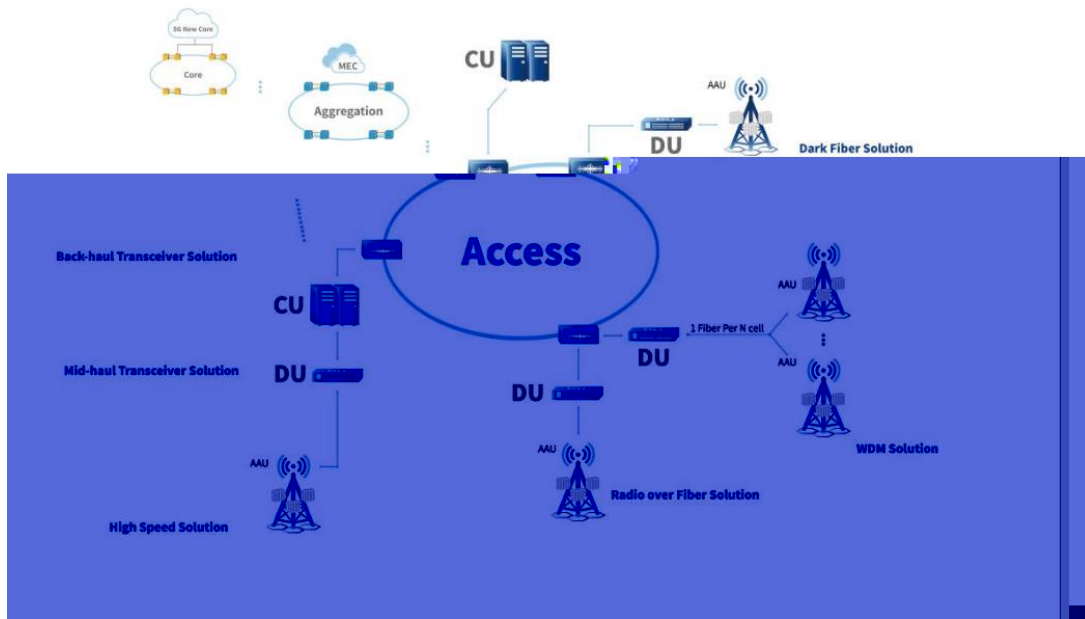 5G New Core
Core
MEC
Aggregation
CU
AAU
DU
Dark Fiber Solution
Access
Back-haul Transceiver Solution
CU
AAU
1 Fiber Per N cell
DU
Mid-haul Transceiver Solution
DU
AAU
DU
WDM Solution
AAU
AAU
Radio over Fiber Solution
High Speed Solution